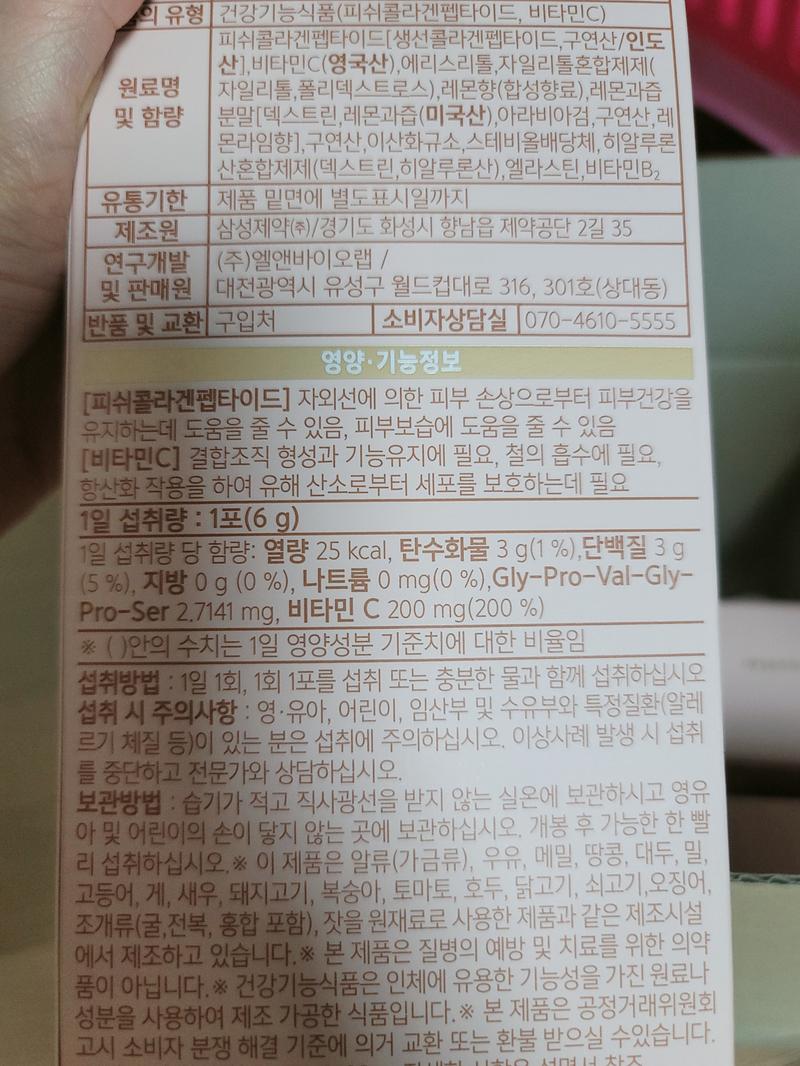 의 유형 건강기능식품(피쉬콜라겐펩타이드, 비타민C)
원료명 및 함량
피쉬콜라겐펩타이드[생선콜라겐펩타이드,구연산/인도
산],비타민C(영국산),에리스리톨,자일리톨혼합제제(
자일리톨,폴리덱스트로스),레몬향(합성향료),레몬과즙
분말[덱스트린,레몬과즙(미국산),아라비아검,구연산,레
몬라임향],구연산,이산화규소,스테비올배당체,히알루론
산혼합제제(덱스트린,히알루론산),엘라스틴,비타민B₂
유통기한 제품 밑면에 별도표시일까지
제조원 삼성제약㈜/경기도 화성시 향남읍 제약공단 2길 35
연구개발 및 판매원
(주)엘앤바이오랩 /
대전광역시 유성구 월드컵대로 316, 301호(상대동)
반품 및 교환 구입처 소비자상담실 070-4610-5555
영양·기능정보
[피쉬콜라겐펩타이드] 자외선에 의한 피부 손상으로부터 피부건강을
유지하는데 도움을 줄 수 있음, 피부보습에 도움을 줄 수 있음
[비타민C] 결합조직 형성과 기능유지에 필요, 철의 흡수에 필요,
항산화 작용을 하여 유해 산소로부터 세포를 보호하는데 필요
1일 섭취량 : 1포(6 g)
1일 섭취량 당 함량: 열량 25 kcal, 탄수화물 3 g(1 %),단백질 3 g
(5 %), 지방 0 g (0 %), 나트륨 0 mg(0 %),Gly-Pro-Val-Gly-
Pro-Ser 2.7141 mg, 비타민 C 200 mg(200 %)
※ ( )안의 수치는 1일 영양성분 기준치에 대한 비율임
섭취방법 : 1일 1회, 1회 1포를 섭취 또는 충분한 물과 함께 섭취하십시오
섭취 시 주의사항 : 영·유아, 어린이, 임산부 및 수유부와 특정질환(알레
르기 체질 등)이 있는 분은 섭취에 주의하십시오. 이상사례 발생 시 섭취
를 중단하고 전문가와 상담하십시오.
보관방법 : 습기가 적고 직사광선을 받지 않는 실온에 보관하시고 영유
아 및 어린이의 손이 닿지 않는 곳에 보관하십시오. 개봉 후 가능한 한 빨
리 섭취하십시오.※ 이 제품은 알류(가금류), 우유, 메밀, 땅콩, 대두, 밀,
고등어, 게, 새우, 돼지고기, 복숭아, 토마토, 호두, 닭고기, 쇠고기,오징어,
조개류(굴,전복, 홍합 포함),잣을 원재료로 사용한 제품과 같은 제조시설
에서 제조하고 있습니다.※ 본 제품은 질병의 예방 및 치료를 위한 의약
품이 아닙니다.※ 건강기능식품은 인체에 유용한 기능성을 가진 원료나
성분을 사용하여 제조 가공한 식품입니다.※ 본 제품은 공정거래위원회
고시 소비자 분쟁 해결 기준에 의거 교환 또는 환불 받으실 수있습니다.